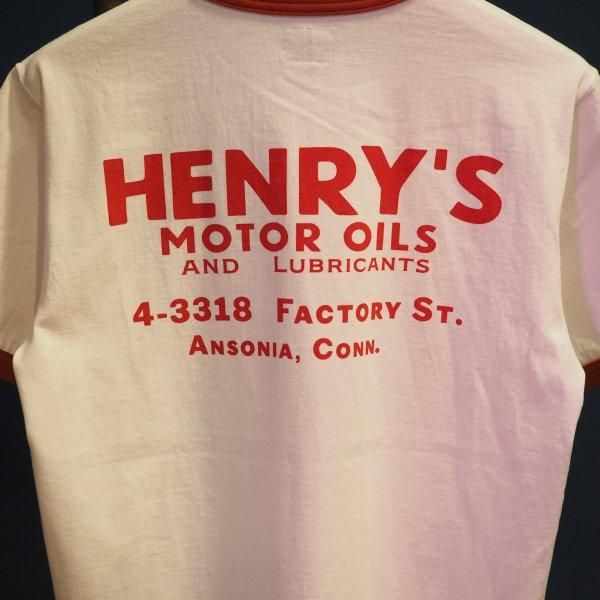 HENRY'S
MOTOR OILS
AND LUBRICANTS
4-3318 FACTORY ST.
ANSONIA, CONN.